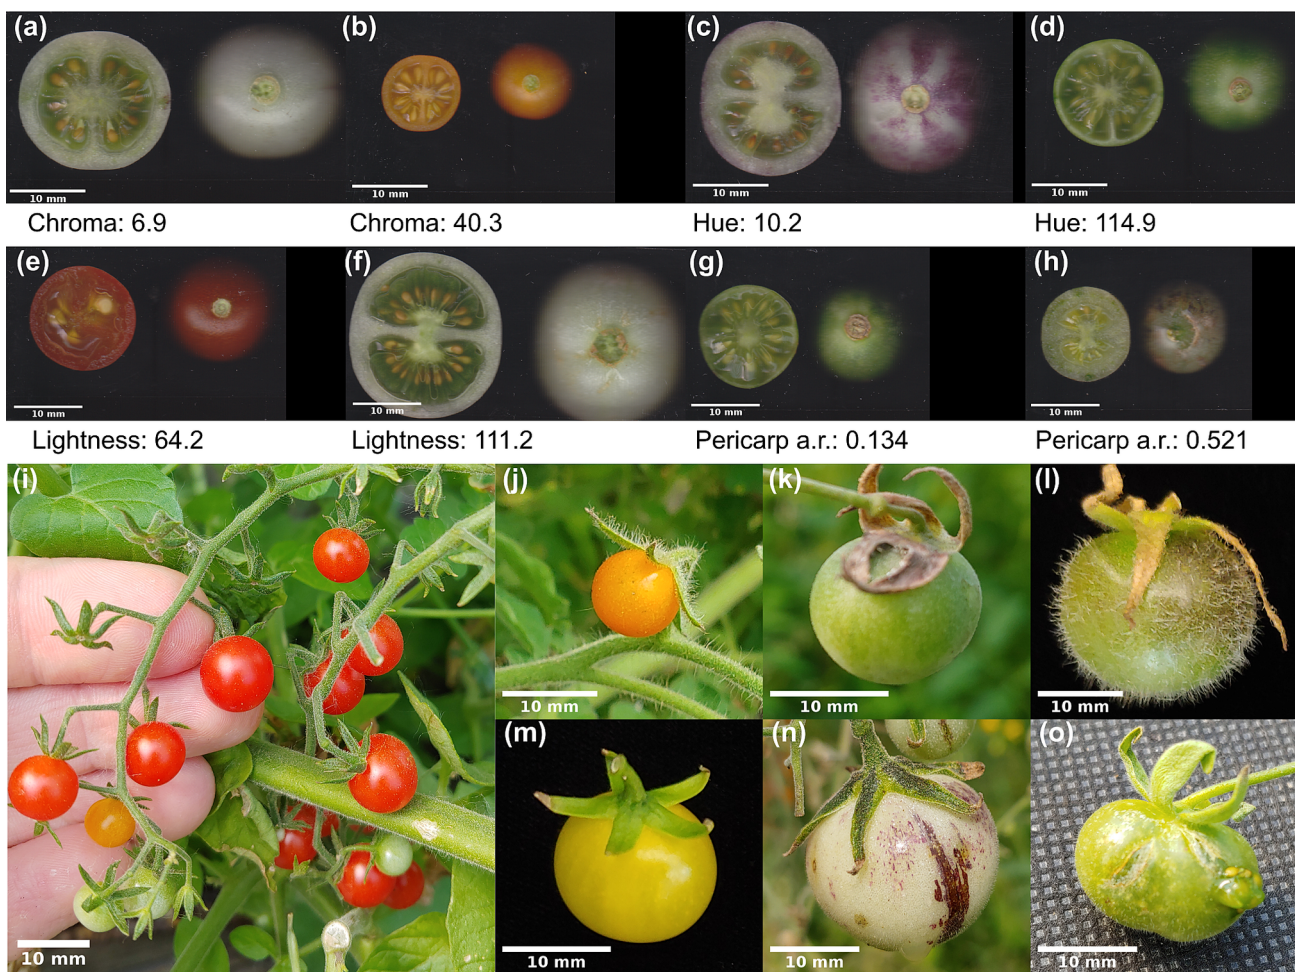 (a) (b) (c) (d)
10 mm 10 mm 10 mm 10 mm
Chroma: 6.9 Chroma: 40.3 Hue: 10.2 Hue: 114.9
(e) (f) (g) (h)
10 mm 10 mm 10 mm 10 mm
Lightness: 64.2 Lightness: 111.2 Pericarp a.r.: 0.134 Pericarp a.r.: 0.521
(i) (j) (k) (l)
10 mm 10 mm 10 mm
(m) (n) (o)
10 mm 10 mm 10 mm 10 mm